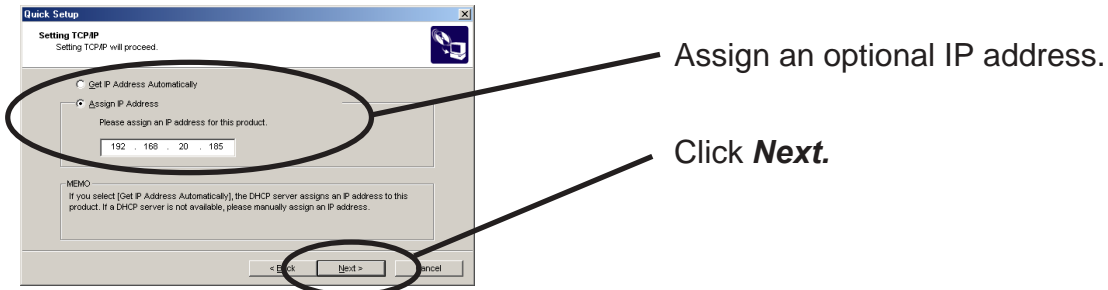 Quick Setup
Setting TCP/IP
Setting TCP/IP will proceed.
Get IP Address Automatically
Assign IP Address
Please assign an IP address for this product.
192 . 168 . 20 . 185
MEMO
If you select [Get IP Address Automatically], the DHCP server assigns an IP address to this
product. If a DHCP server is not available, please manually assign an IP address.
< Back Next > Cancel
Assign an optional IP address.
Click Next.